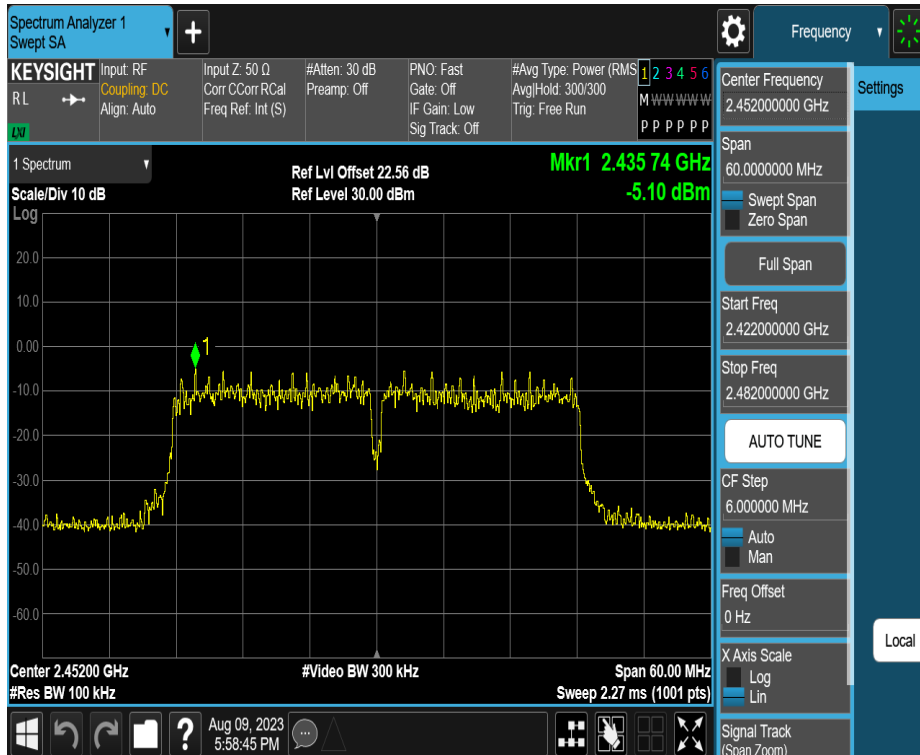 Spectrum Analyzer 1
Swept SA
+
Frequency
KEYSIGHT
R L
LXI
Input: RF
Coupling: DC
Align: Auto
Input Z: 50 Ω
Corr CCorr RCal
Freq Ref: Int (S)
#Atten: 30 dB
Preamp: Off
PNO: Fast
Gate: Off
IF Gain: Low
Sig Track: Off
#Avg Type: Power (RMS
Avg|Hold: 300/300
Trig: Free Run
1 2 3 4 5 6
M W W W W W
P P P P P P
Center Frequency
2.452000000 GHz
Settings
Span
60.0000000 MHz
Swept Span
Zero Span
Full Span
Start Freq
2.422000000 GHz
Stop Freq
2.482000000 GHz
AUTO TUNE
CF Step
6.000000 MHz
Auto
Man
Freq Offset
0 Hz
X Axis Scale
Log
Lin
Local
Signal Track
(Span Zoom)
1 Spectrum
Scale/Div 10 dB
Log
Ref Lvl Offset 22.56 dB
Ref Level 30.00 dBm
Mkr1 2.435 74 GHz
-5.10 dBm
20.0
10.0
0.00
1
-10.0
-20.0
-30.0
-40.0
-50.0
-60.0
Center 2.45200 GHz
#Video BW 300 kHz
Span 60.00 MHz
#Res BW 100 kHz
Sweep 2.27 ms (1001 pts)
?
Aug 09, 2023
5:58:45 PM